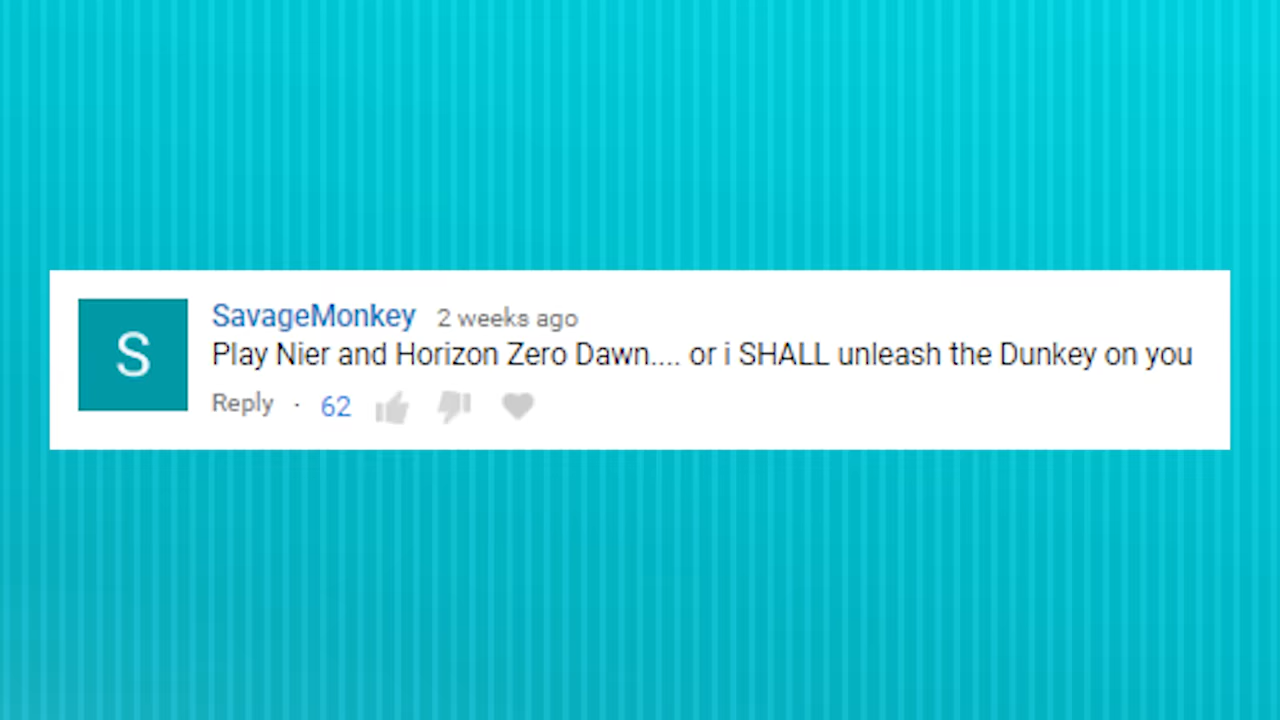 S
SavageMonkey 2 weeks ago
Play Nier and Horizon Zero Dawn.... or i SHALL unleash the Dunkey on you
Reply · 62